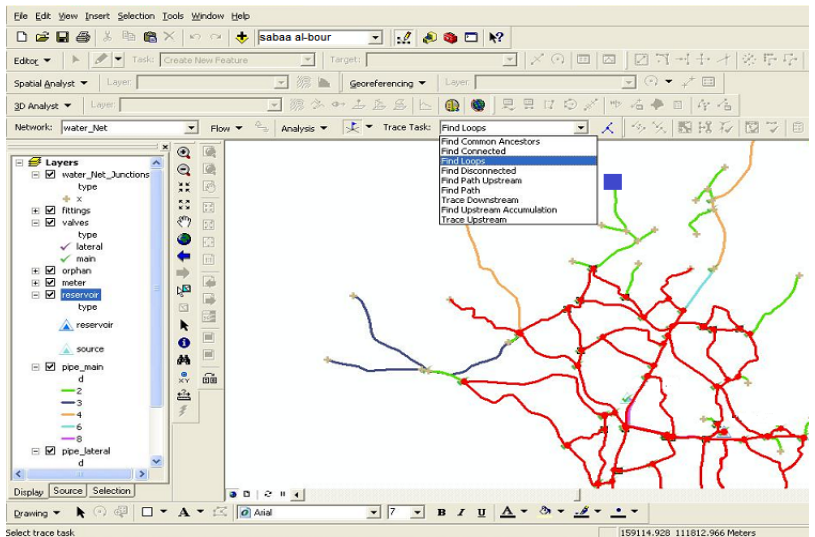 File Edit View Insert Selection Tools Window Help
sabaa al-bour
Editor Task: Create New Feature Target:
Spatial Analyst Layer: Georeferencing Layer:
3D Analyst Layer:
Network: water_Net Flow Analysis Trace Task: Find Loops
Find Common Ancestors
Find Connected
Find Loops
Find Disconnected
Find Path Upstream
Find Path
Trace Downstream
Find Upstream Accumulation
Trace Upstream
Layers
water_Net_Junctions
type
x
fittings
valves
type
lateral
main
orphan
meter
reservoir
type
reservoir
source
pipe_main
d
2
3
4
6
8
pipe_lateral
d
Display Source Selection
XY
Drawing A Arial 7 B I U A
Select trace task 159114.928 111812.966 Meters